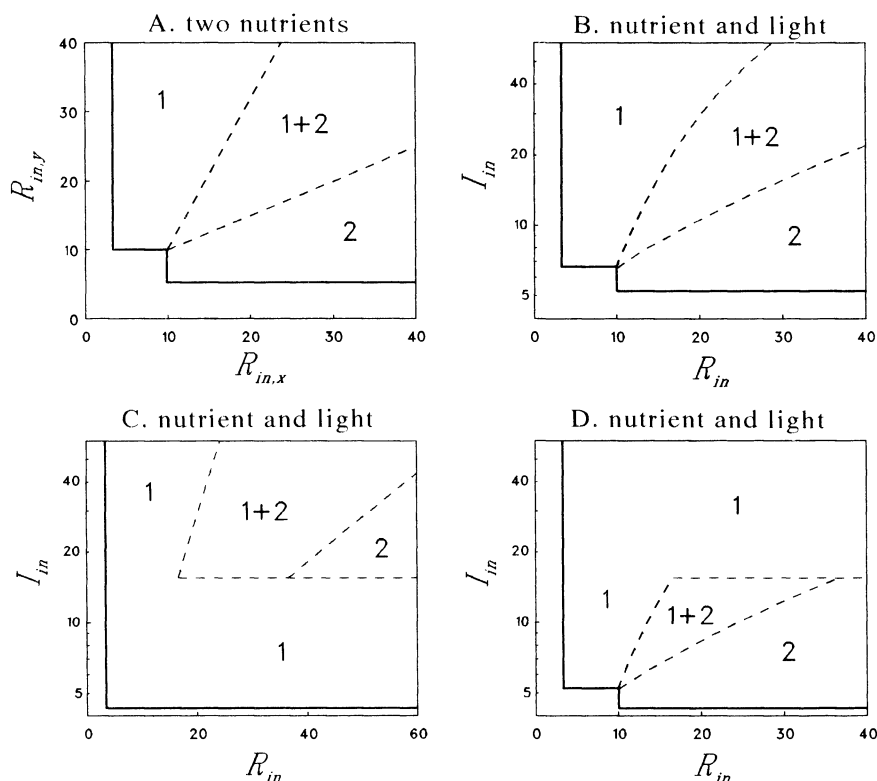 A. two nutrients
40
30
20
10
0
R_in,y
1
1+2
2
0 10 20 30 40
R_in,x
B. nutrient and light
40
20
10
5
I_in
1
1+2
2
0 10 20 30 40
R_in
C. nutrient and light
40
20
10
5
I_in
1
1+2
2
1
0 20 40 60
R_in
D. nutrient and light
40
20
10
5
I_in
1
1
1+2
2
0 10 20 30 40
R_in